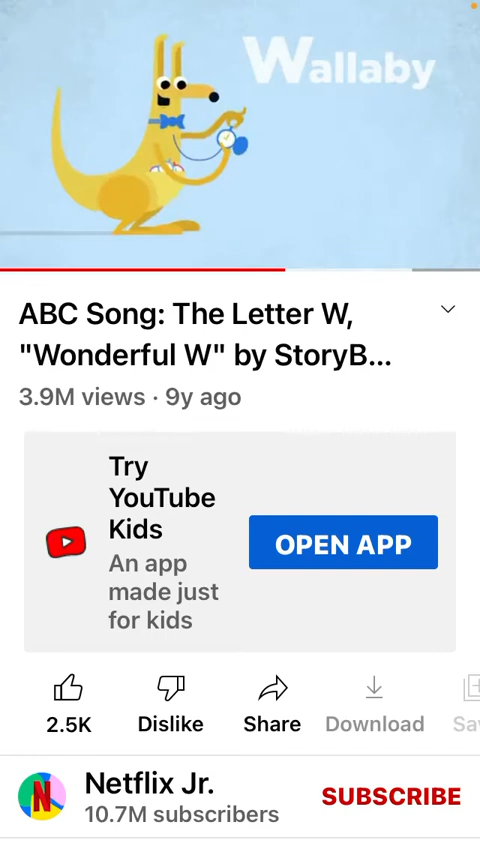 Wallaby
ABC Song: The Letter W,
"Wonderful W" by StoryB...
3.9M views · 9y ago
Try
YouTube
Kids
An app
made just
for kids
OPEN APP
2.5K
Dislike
Share
Download
Sa
N
Netflix Jr.
10.7M subscribers
SUBSCRIBE